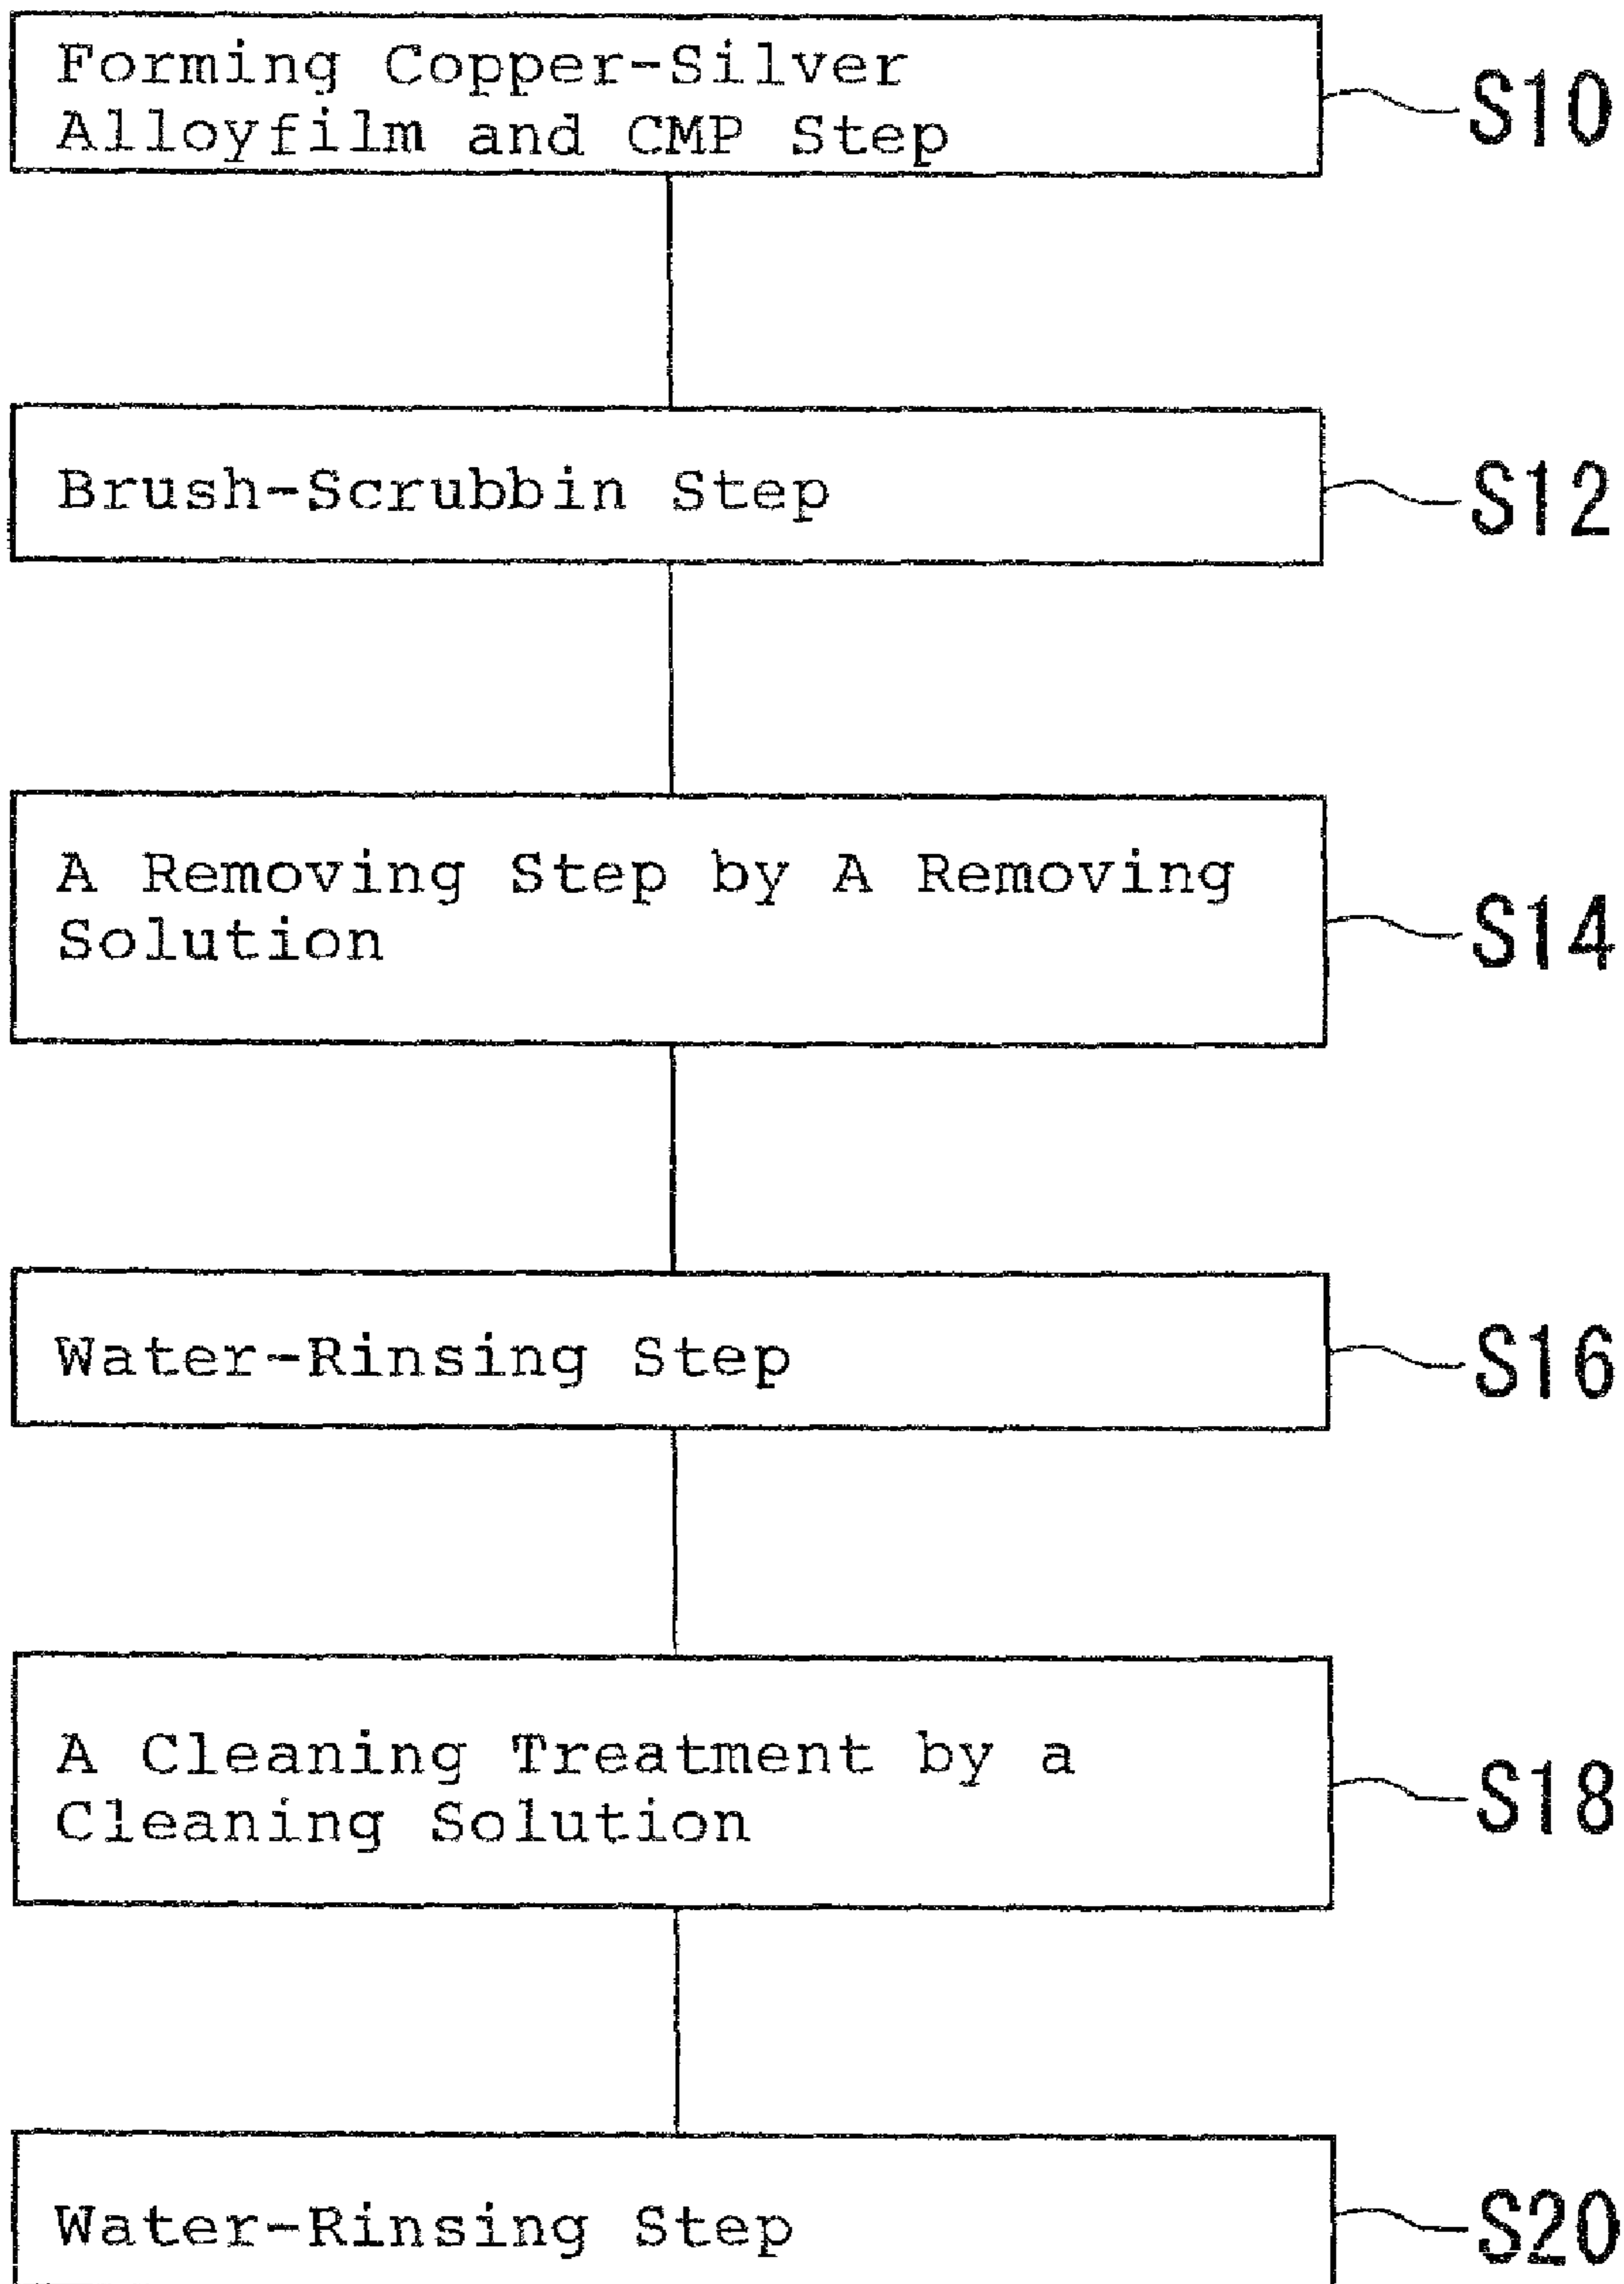 Forming Copper-Silver
Alloyfilm and CMP Step
S10
Brush-Scrubbin Step
S12
A Removing Step by A Removing
Solution
S14
Water-Rinsing Step
S16
A Cleaning Treatment by a
Cleaning Solution
S18
Water-Rinsing Step
S20